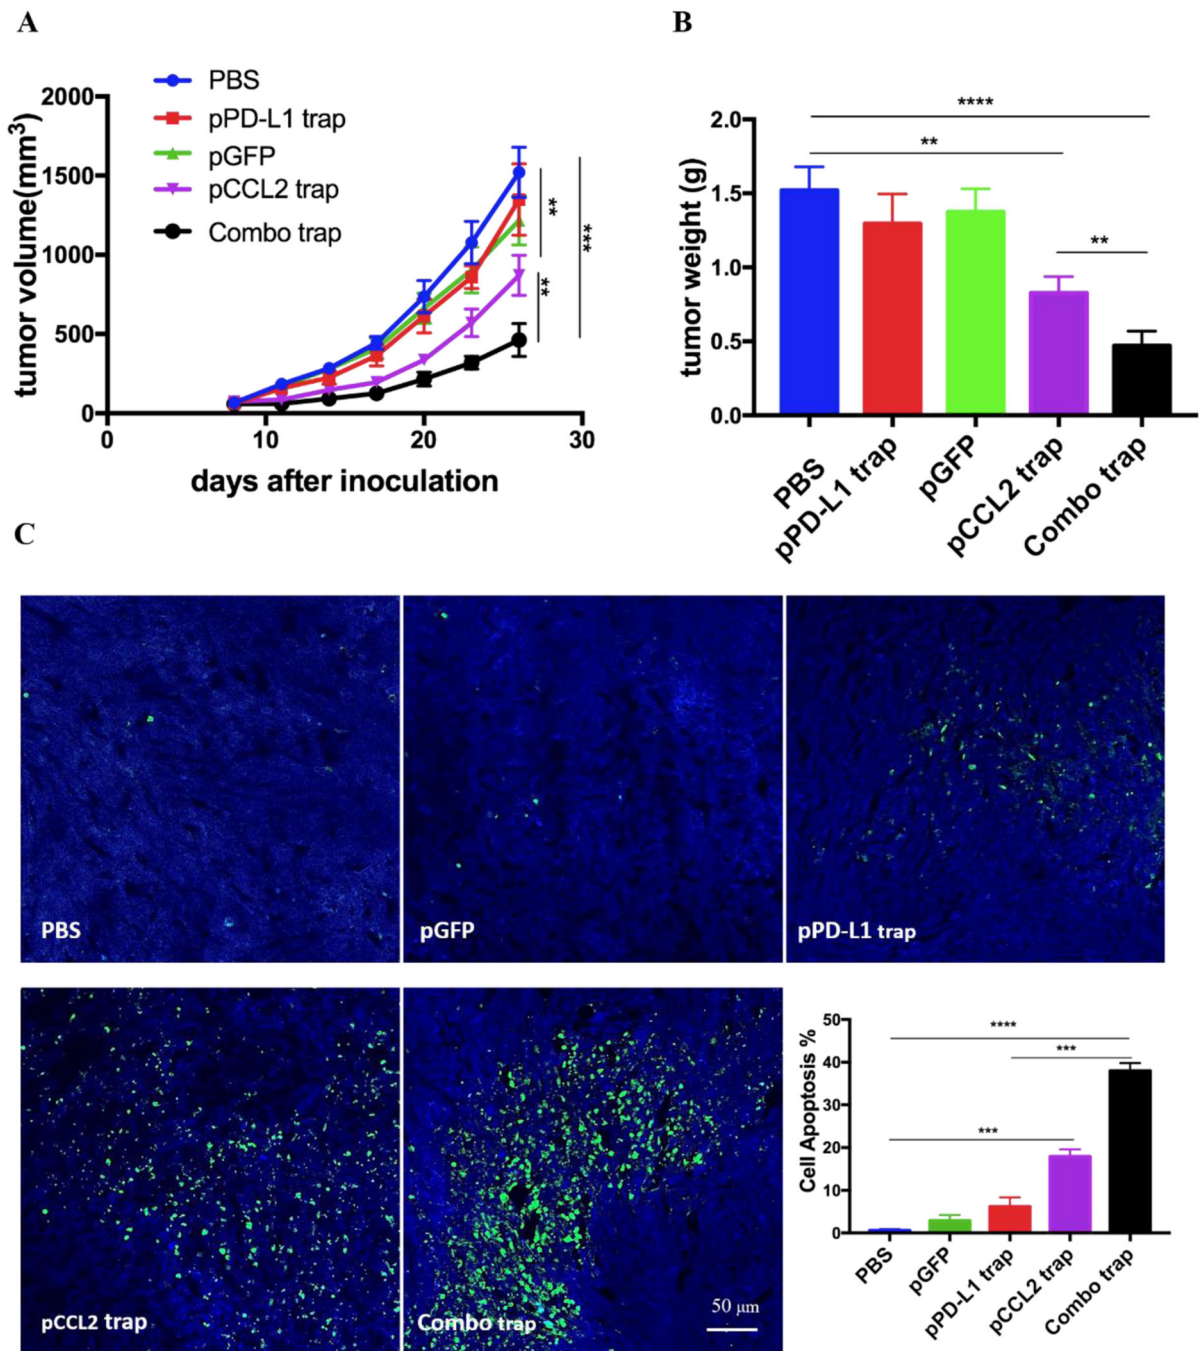 A
PBS
pPD-L1 trap
pGFP
pCCL2 trap
Combo trap
tumor volume(mm³)
2000
1500
1000
500
0
0 10 20 30
days after inoculation
**
**
***
B
tumor weight (g)
2.0
1.5
1.0
0.5
0.0
****
**
**
PBS
pPD-L1 trap
pGFP
pCCL2 trap
Combo trap
C
PBS
pGFP
pPD-L1 trap
pCCL2 trap
Combo trap
50 μm
Cell Apoptosis %
50
40
30
20
10
0
****
***
***
PBS
pGFP
pPD-L1 trap
pCCL2 trap
Combo trap